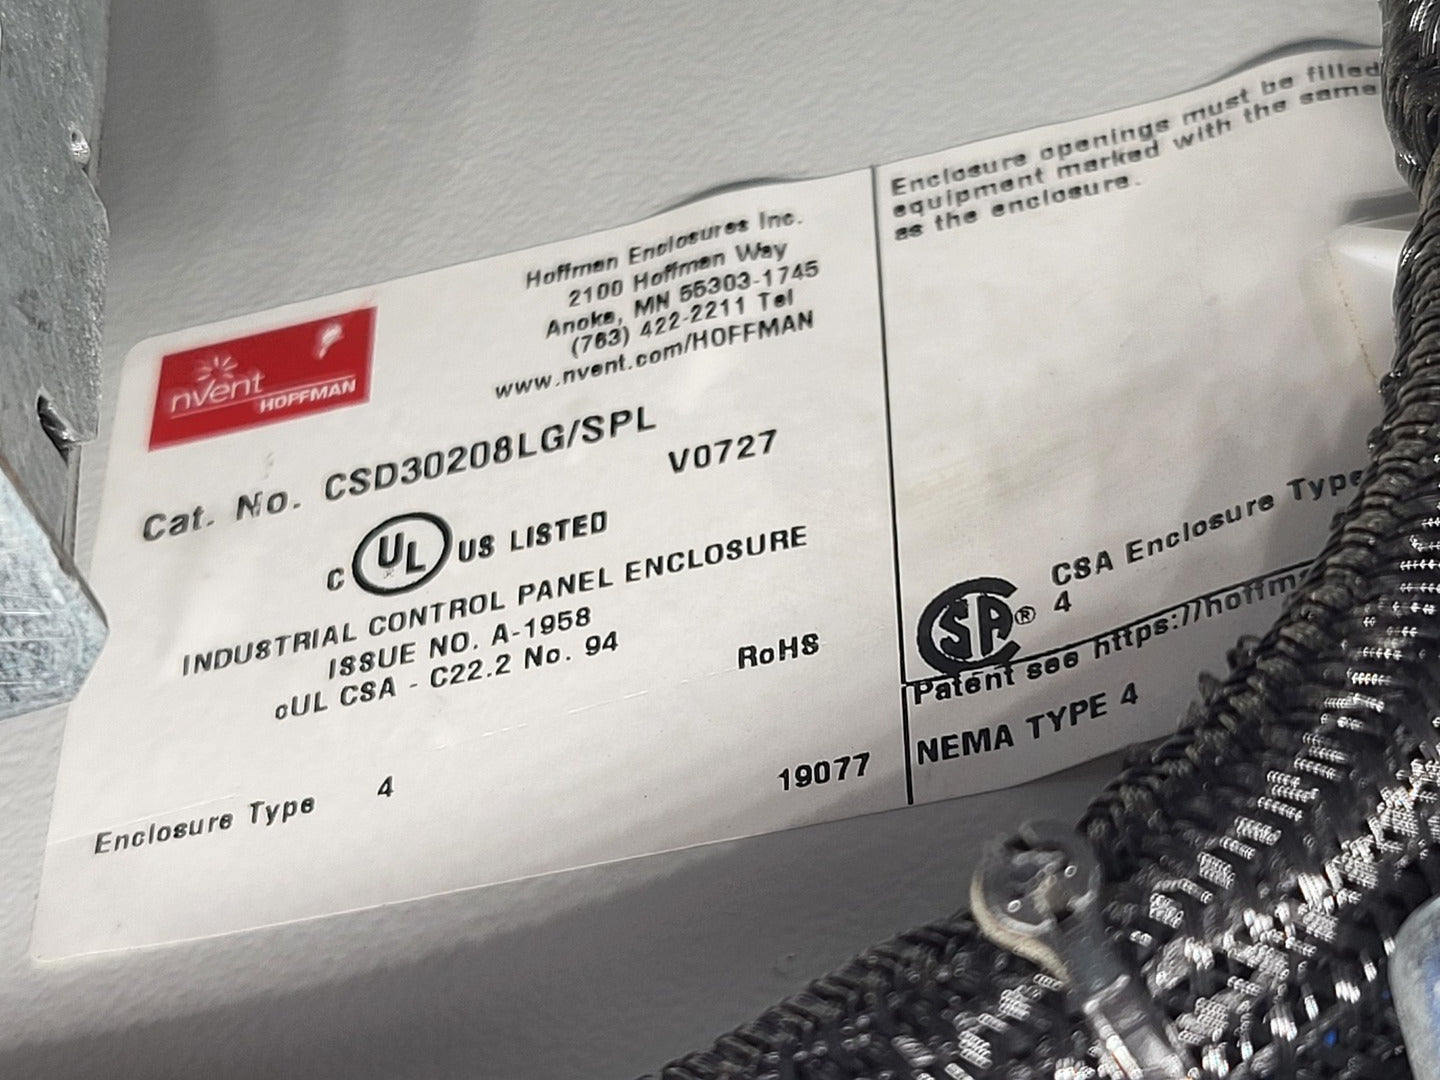 nVent
HOFFMAN
Hoffman Enclosures Inc.
2100 Hoffman Way
Anoka, MN 55303-1745
(763) 422-2211 Tel
www.nvent.com/HOFFMAN
Cat. No. CSD30208LG/SPL
V0727
C UL US LISTED
INDUSTRIAL CONTROL PANEL ENCLOSURE
ISSUE NO. A-1958
cUL CSA - C22.2 No. 94
RoHS
Enclosure Type 4
19077
Enclosure openings must be filled
equipment marked with the same
as the enclosure.
CSA® CSA Enclosure Type
4
Patent see https://hoffm
NEMA TYPE 4